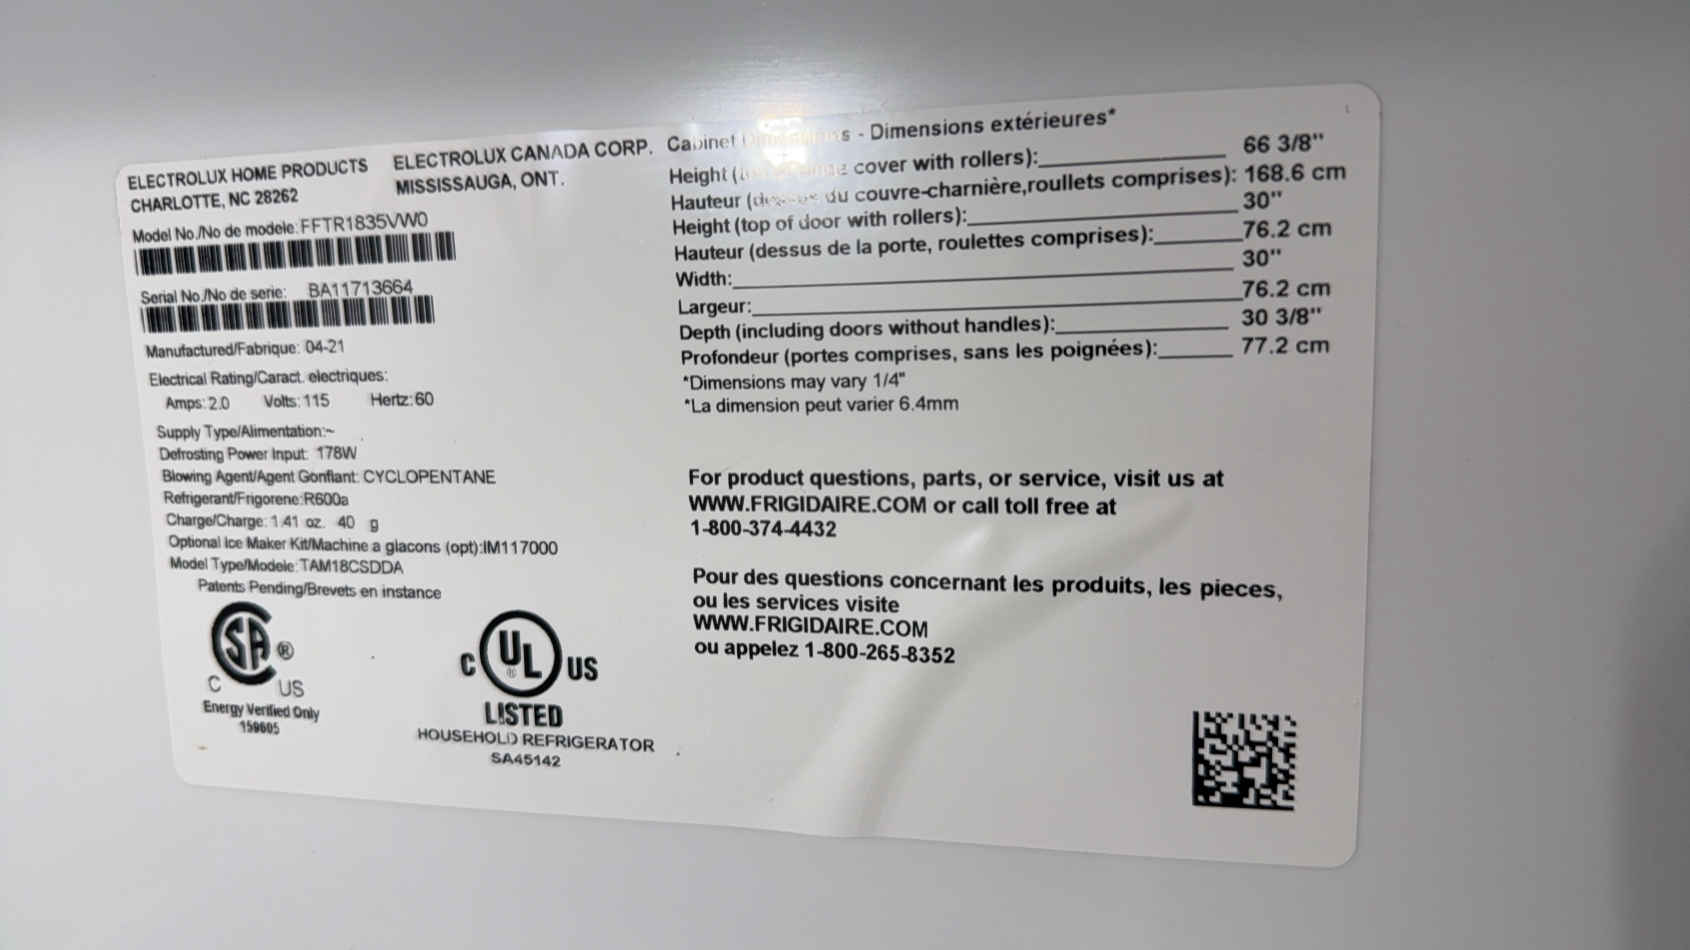 ELECTROLUX HOME PRODUCTS
CHARLOTTE, NC 28262
ELECTROLUX CANADA CORP.
MISSISSAUGA, ONT.
Model No./No de modele: FFTR1835VW0
Serial No./No de serie: BA11713664
Manufactured/Fabrique: 04-21
Electrical Rating/Caract. electriques:
Amps: 2.0 Volts: 115 Hertz: 60
Supply Type/Alimentation:~
Defrosting Power Input: 178W
Blowing Agent/Agent Gonflant: CYCLOPENTANE
Refrigerant/Frigorene: R600a
Charge/Charge: 1.41 oz. 40 g
Optional Ice Maker Kit/Machine a glacons (opt):IM117000
Model Type/Modele: TAM18CSDDA
Patents Pending/Brevets en instance
SA ®
C US
Energy Verified Only
159605
C UL ® US
LISTED
HOUSEHOLD REFRIGERATOR
SA45142
Cabinet - Dimensions extérieures*
Height ( cover with rollers): 66 3/8"
Hauteur ( du couvre-charnière,roullets comprises): 168.6 cm
Height (top of door with rollers): 30"
Hauteur (dessus de la porte, roulettes comprises): 76.2 cm
Width: 30"
Largeur: 76.2 cm
Depth (including doors without handles): 30 3/8"
Profondeur (portes comprises, sans les poignées): 77.2 cm
*Dimensions may vary 1/4"
*La dimension peut varier 6.4mm
For product questions, parts, or service, visit us at
WWW.FRIGIDAIRE.COM or call toll free at
1-800-374-4432
Pour des questions concernant les produits, les pieces,
ou les services visite
WWW.FRIGIDAIRE.COM
ou appelez 1-800-265-8352